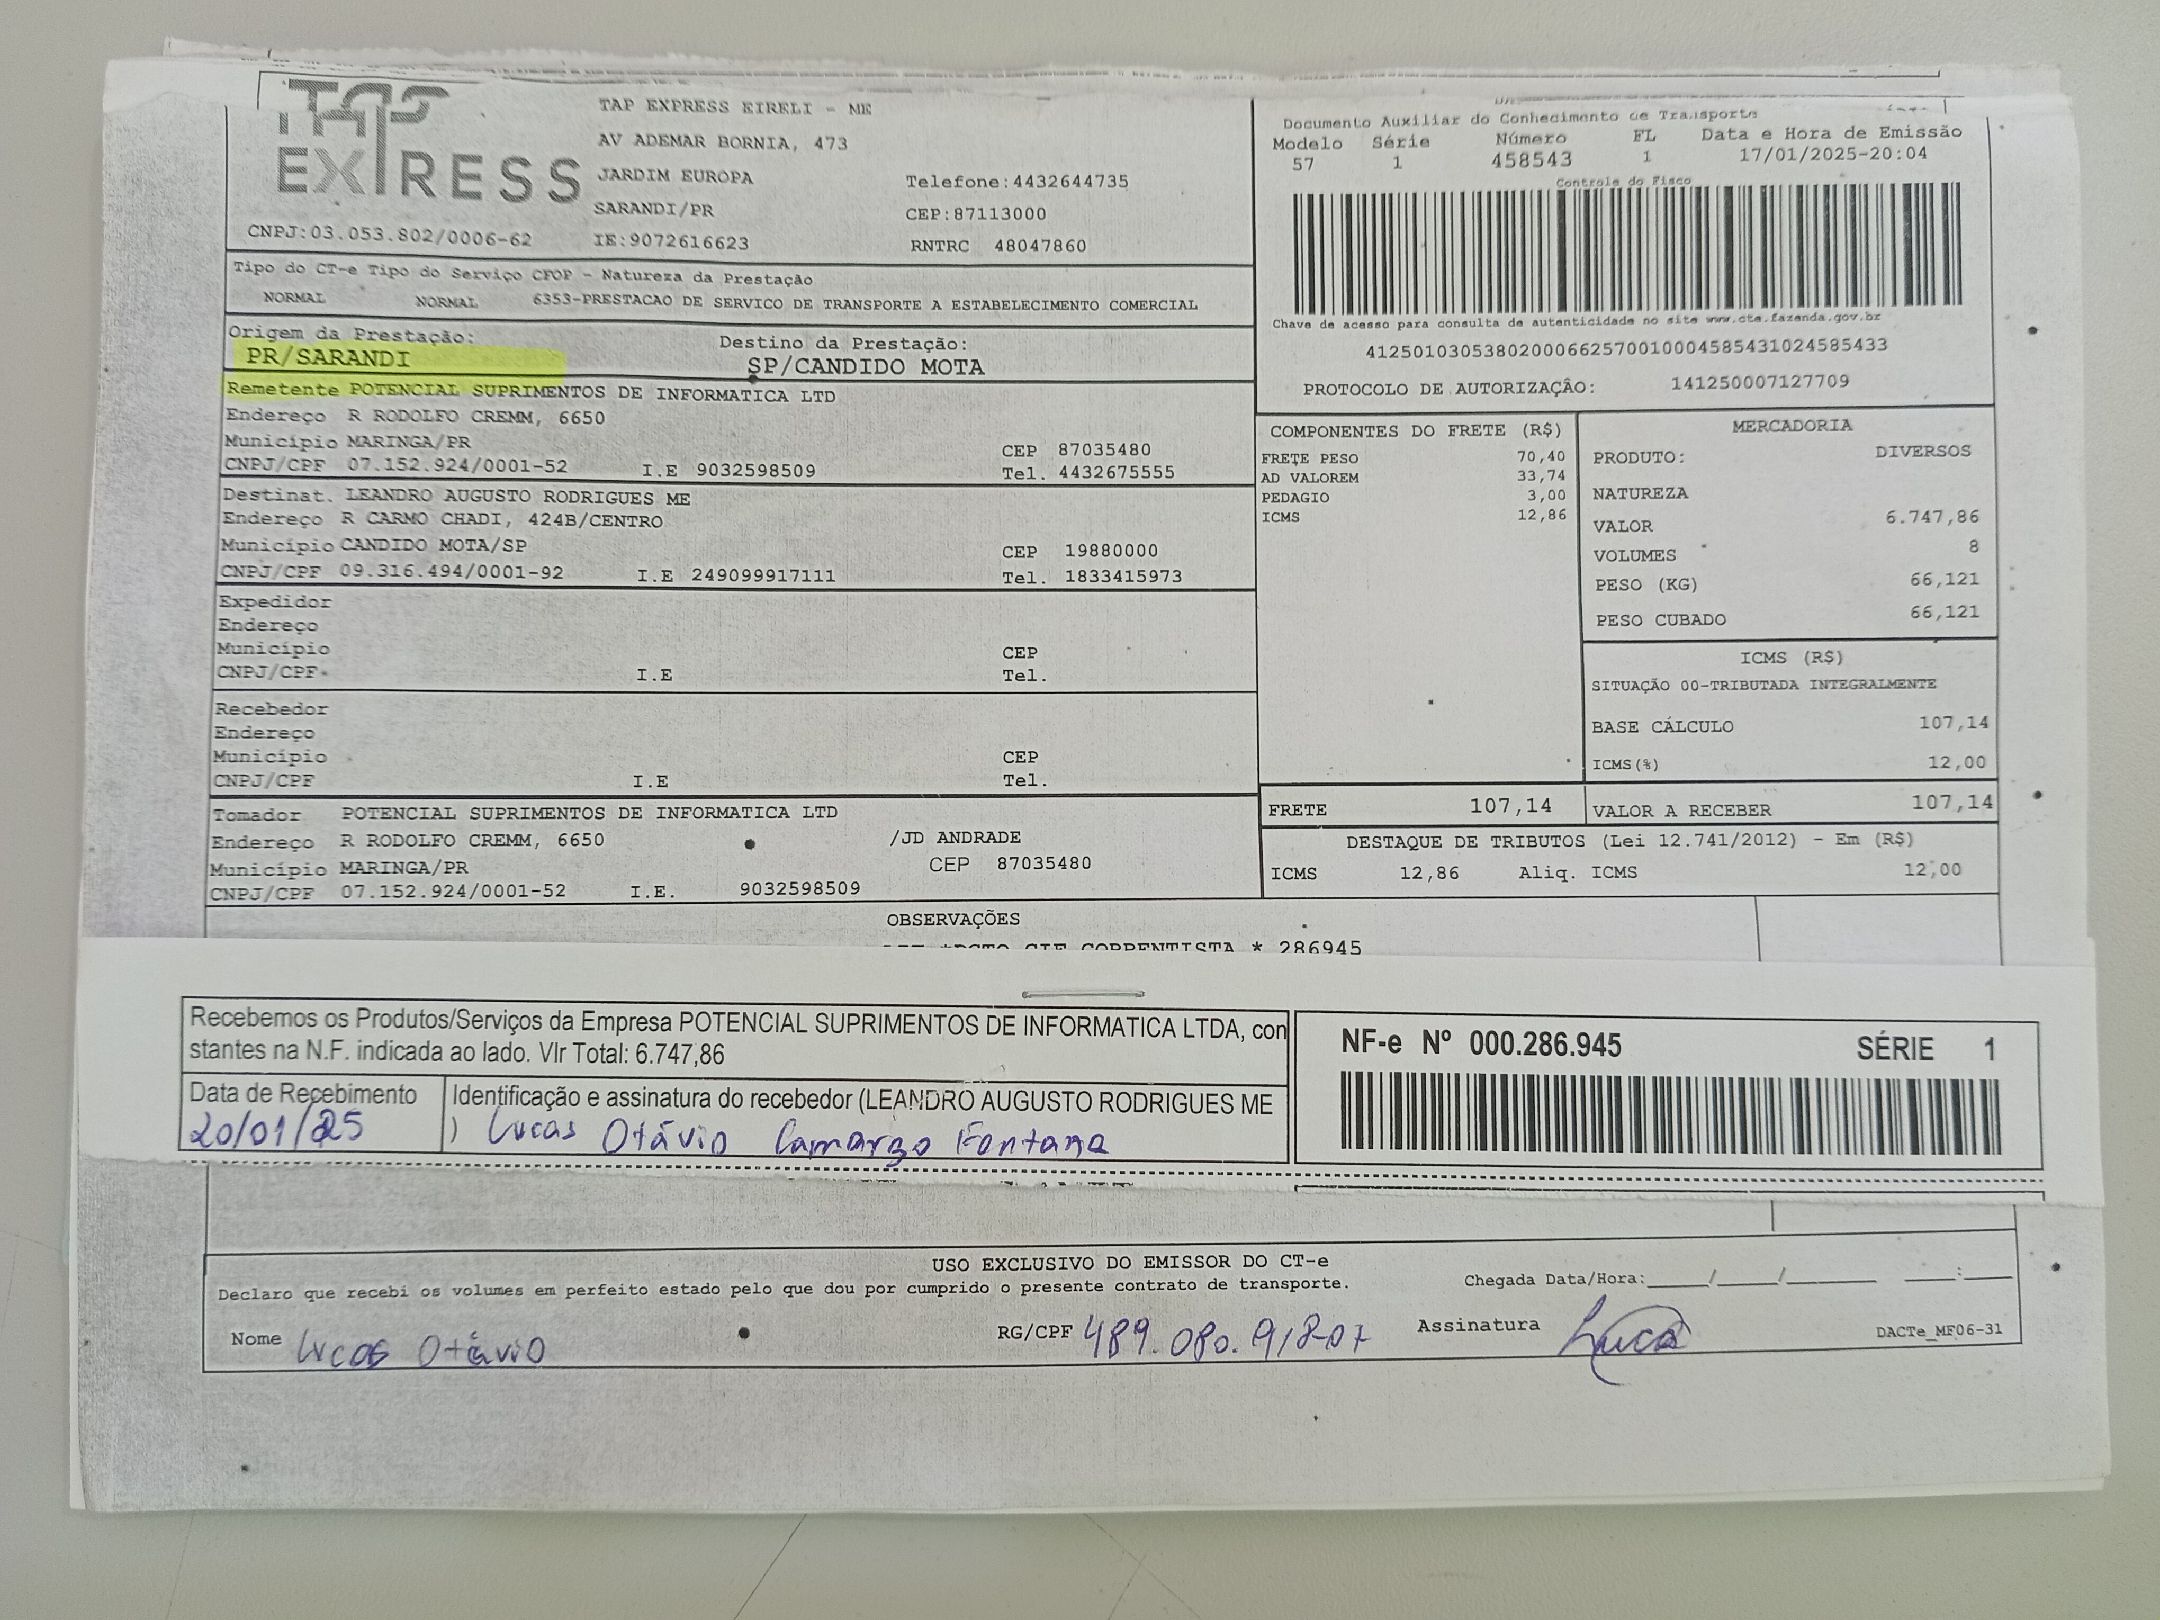 TAP
EXPRESS
CNPJ:03.053.802/0006-62
TAP EXPRESS EIRELI - ME
AV ADEMAR BORNIA, 473
JARDIM EUROPA
SARANDI/PR
IE:9072616623
Telefone:4432644735
CEP:87113000
RNTRC 48047860
Documento Auxiliar do Conhecimento de Transporte
Modelo Série Número FL Data e Hora de Emissão
57 1 458543 1 17/01/2025-20:04
Controle do Fisco
Chave de acesso para consulta de autenticidade no site www.cte.fazenda.gov.br
41250103053802000662570010004585431024585433
PROTOCOLO DE AUTORIZAÇÃO: 141250007127709
Tipo do CT-e Tipo do Serviço CFOP - Natureza da Prestação
NORMAL NORMAL 6353-PRESTACAO DE SERVICO DE TRANSPORTE A ESTABELECIMENTO COMERCIAL
Origem da Prestação: Destino da Prestação:
PR/SARANDI SP/CANDIDO MOTA
Remetente POTENCIAL SUPRIMENTOS DE INFORMATICA LTD
Endereço R RODOLFO CREMM, 6650
Município MARINGA/PR CEP 87035480
CNPJ/CPF 07.152.924/0001-52 I.E 9032598509 Tel. 4432675555
Destinat. LEANDRO AUGUSTO RODRIGUES ME
Endereço R CARMO CHADI, 424B/CENTRO
Município CANDIDO MOTA/SP CEP 19880000
CNPJ/CPF 09.316.494/0001-92 I.E 249099917111 Tel. 1833415973
Expedidor
Endereço
Município CEP
CNPJ/CPF I.E Tel.
Recebedor
Endereço
Município CEP
CNPJ/CPF I.E Tel.
Tomador POTENCIAL SUPRIMENTOS DE INFORMATICA LTD
Endereço R RODOLFO CREMM, 6650 /JD ANDRADE
Município MARINGA/PR CEP 87035480
CNPJ/CPF 07.152.924/0001-52 I.E. 9032598509
COMPONENTES DO FRETE (R$)
FRETE PESO 70,40
AD VALOREM 33,74
PEDAGIO 3,00
ICMS 12,86
MERCADORIA
PRODUTO: DIVERSOS
NATUREZA
VALOR 6.747,86
VOLUMES 8
PESO (KG) 66,121
PESO CUBADO 66,121
ICMS (R$)
SITUAÇÃO 00-TRIBUTADA INTEGRALMENTE
BASE CÁLCULO 107,14
ICMS(%) 12,00
FRETE 107,14 VALOR A RECEBER 107,14
DESTAQUE DE TRIBUTOS (Lei 12.741/2012) - Em (R$)
ICMS 12,86 Aliq. ICMS 12,00
OBSERVAÇÕES
CORRENTISTA * 286945
Recebemos os Produtos/Serviços da Empresa POTENCIAL SUPRIMENTOS DE INFORMATICA LTDA, con
stantes na N.F. indicada ao lado. Vlr Total: 6.747,86
Data de Recebimento
20/01/25
Identificação e assinatura do recebedor (LEANDRO AUGUSTO RODRIGUES ME
) Lucas Otávio Camargo Fontana
NF-e Nº 000.286.945 SÉRIE 1
USO EXCLUSIVO DO EMISSOR DO CT-e
Declaro que recebi os volumes em perfeito estado pelo que dou por cumprido o presente contrato de transporte. Chegada Data/Hora:____/____/______ ___:___
Nome Lucas Otávio RG/CPF 489.080.918-07 Assinatura Lucas DACTe_MF06-31